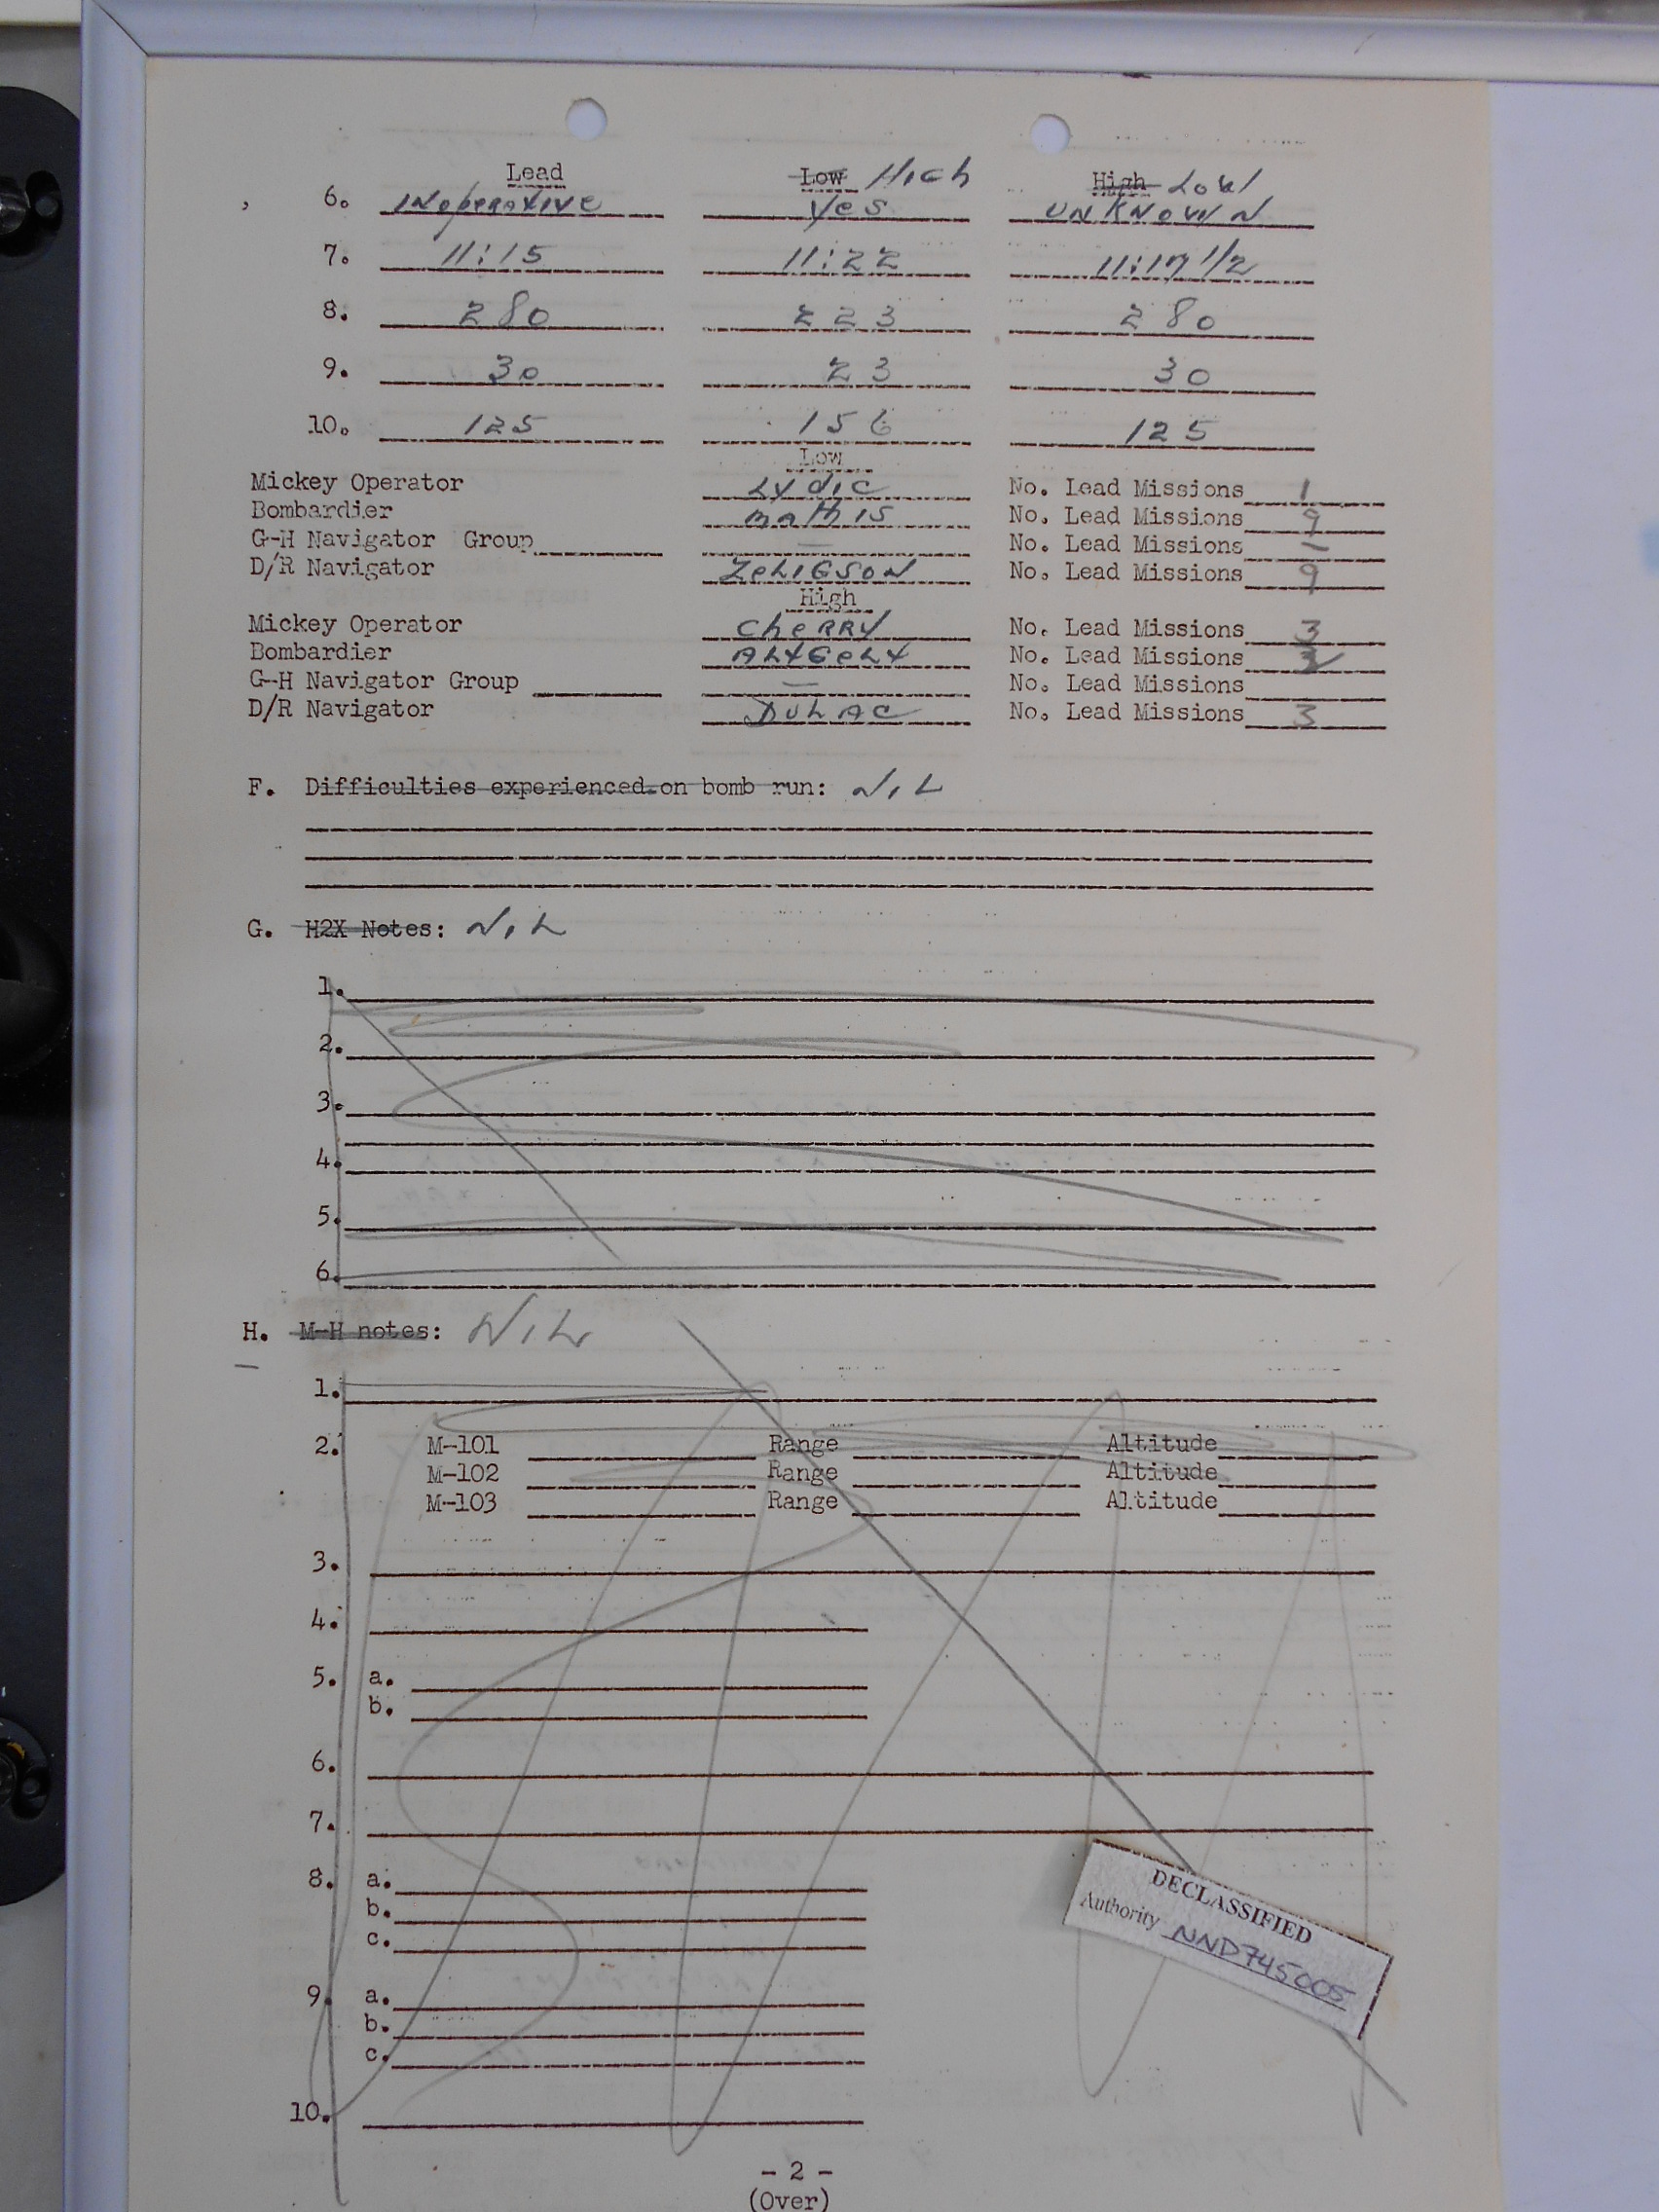 Lead Low High High Low
6. Inoperative Yes UNKNOWN
7. 11:15 11:22 11:17 1/2
8. 280 223 280
9. 30 23 30
10. 125 156 125
Low
Mickey Operator Lydic No. Lead Missions 1
Bombardier Mathis No. Lead Missions 9
G-H Navigator Group — No. Lead Missions —
D/R Navigator ZELIGSON No. Lead Missions 9
High
Mickey Operator CHERRY No. Lead Missions 3
Bombardier No. Lead Missions
G-H Navigator Group — No. Lead Missions
D/R Navigator DULAC No. Lead Missions 3
F. Difficulties experienced on bomb run: NIL
G. H2X Notes: NIL
1.
2.
3.
4.
5.
6.
H. M-H notes: NIL
1.
2. M-101 Range Altitude
M-102 Range Altitude
M-103 Range Altitude
3.
4.
5. a.
b.
6.
7.
8. a.
b.
c.
9. a.
b.
c.
10.
DECLASSIFIED
Authority NND745005
- 2 -
(Over)